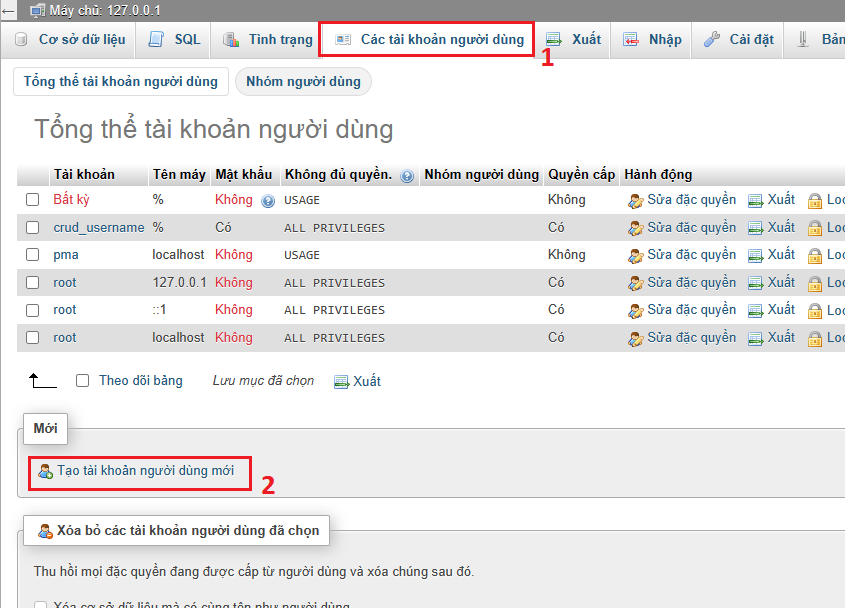 Máy chủ: 127.0.0.1
Cơ sở dữ liệu SQL Tình trạng Các tài khoản người dùng Xuất Nhập Cài đặt
1
Tổng thể tài khoản người dùng Nhóm người dùng
Tổng thể tài khoản người dùng
Tài khoản Tên máy Mật khẩu Không đủ quyền. Nhóm người dùng Quyền cấp Hành động
Bất kỳ % Không USAGE Không Sửa đặc quyền Xuất
crud_username % Có ALL PRIVILEGES Có Sửa đặc quyền Xuất
pma localhost Không USAGE Không Sửa đặc quyền Xuất
root 127.0.0.1 Không ALL PRIVILEGES Có Sửa đặc quyền Xuất
root ::1 Không ALL PRIVILEGES Có Sửa đặc quyền Xuất
root localhost Không ALL PRIVILEGES Có Sửa đặc quyền Xuất
Theo dõi bảng Lưu mục đã chọn Xuất
Mới
Tạo tài khoản người dùng mới 2
Xóa bỏ các tài khoản người dùng đã chọn
Thu hồi mọi đặc quyền đang được cấp từ người dùng và xóa chúng sau đó.
Xóa cơ sở dữ liệu mà có cùng tên như người dùng